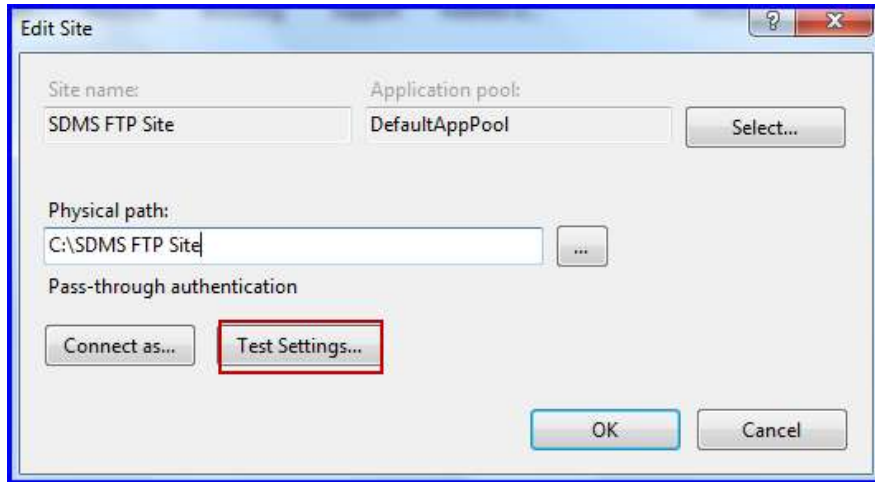 Edit Site
Site name:
Application pool:
SDMS FTP Site
DefaultAppPool
Select...
Physical path:
C:\SDMS FTP Site
...
Pass-through authentication
Connect as...
Test Settings...
OK
Cancel